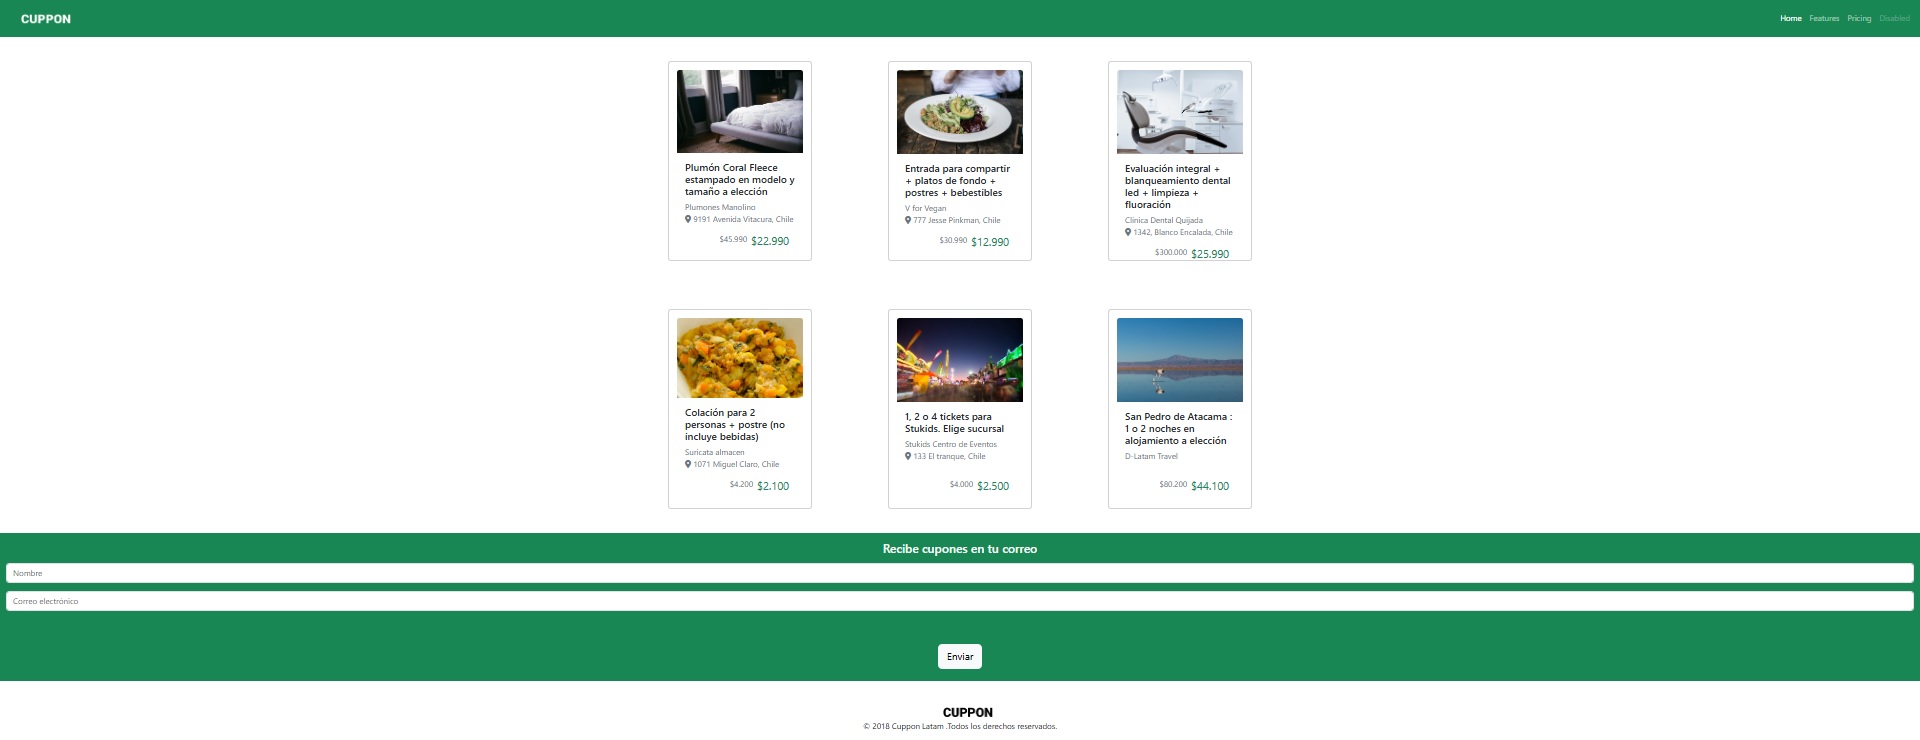 CUPPON
Home Features Pricing Disabled
Plumón Coral Fleece
estampado en modelo y
tamaño a elección
Plumones Manolino
9191 Avenida Vitacura, Chile
$45.990 $22.990
Entrada para compartir
+ platos de fondo +
postres + bebestibles
V for Vegan
777 Jesse Pinkman, Chile
$30.990 $12.990
Evaluación integral +
blanqueamiento dental
led + limpieza +
fluoración
Clínica Dental Quijada
1342, Blanco Encalada, Chile
$300.000 $25.990
Colación para 2
personas + postre (no
incluye bebidas)
Suricata almacen
1071 Miguel Claro, Chile
$4.200 $2.100
1, 2 o 4 tickets para
Stukids. Elige sucursal
Stukids Centro de Eventos
133 El tranque, Chile
$4.000 $2.500
San Pedro de Atacama :
1 o 2 noches en
alojamiento a elección
D-Latam Travel
$80.200 $44.100
Recibe cupones en tu correo
Nombre
Correo electrónico
Enviar
CUPPON
© 2018 Cuppon Latam .Todos los derechos reservados.